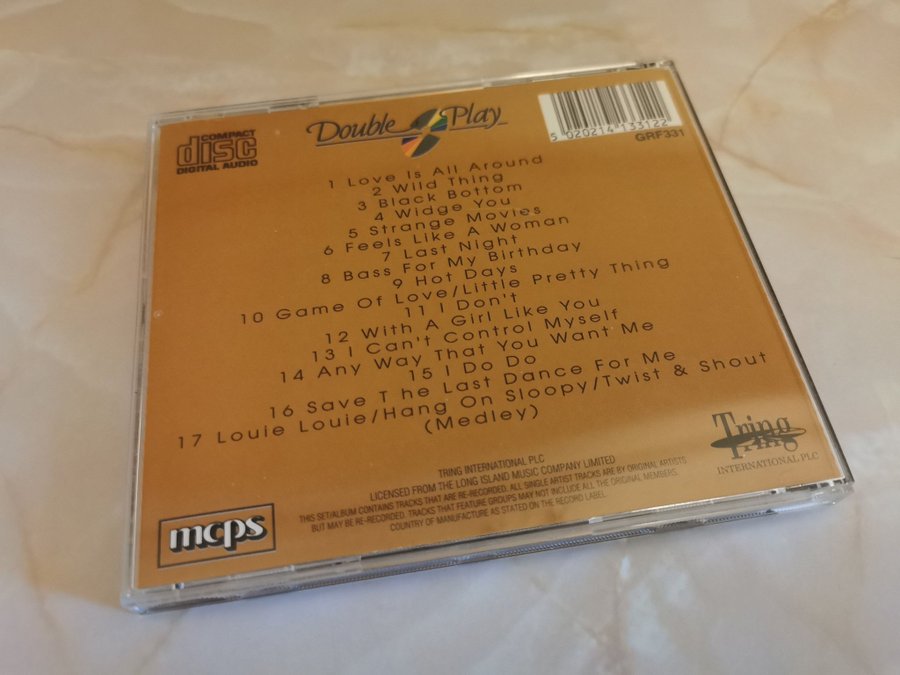 COMPACT
disc
DIGITAL AUDIO
Double Play
5 020214 133122
GRF331
1 Love Is All Around
2 Wild Thing
3 Black Bottom
4 Widge You
5 Strange Movies
6 Feels Like A Woman
7 Last Night
8 Bass For My Birthday
9 Hot Days
10 Game Of Love/Little Pretty Thing
11 I Don't
12 With A Girl Like You
13 I Can't Control Myself
14 Any Way That You Want Me
15 I Do Do
16 Save T he Last Dance For Me
17 Louie Louie/Hang On Sloopy/Twist & Shout
(Medley)
Tring
INTERNATIONAL PLC
TRING INTERNATIONAL PLC
LICENSED FROM THE LONG ISLAND MUSIC COMPANY LIMITED
THIS SET/ALBUM CONTAINS TRACKS THAT ARE RE-RECORDED. ALL SINGLE ARTIST TRACKS ARE BY ORIGINAL ARTISTS
BUT MAY BE RE-RECORDED. TRACKS THAT FEATURE GROUPS MAY NOT INCLUDE ALL THE ORIGINAL MEMBERS.
COUNTRY OF MANUFACTURE AS STATED ON THE RECORD LABEL
mcps